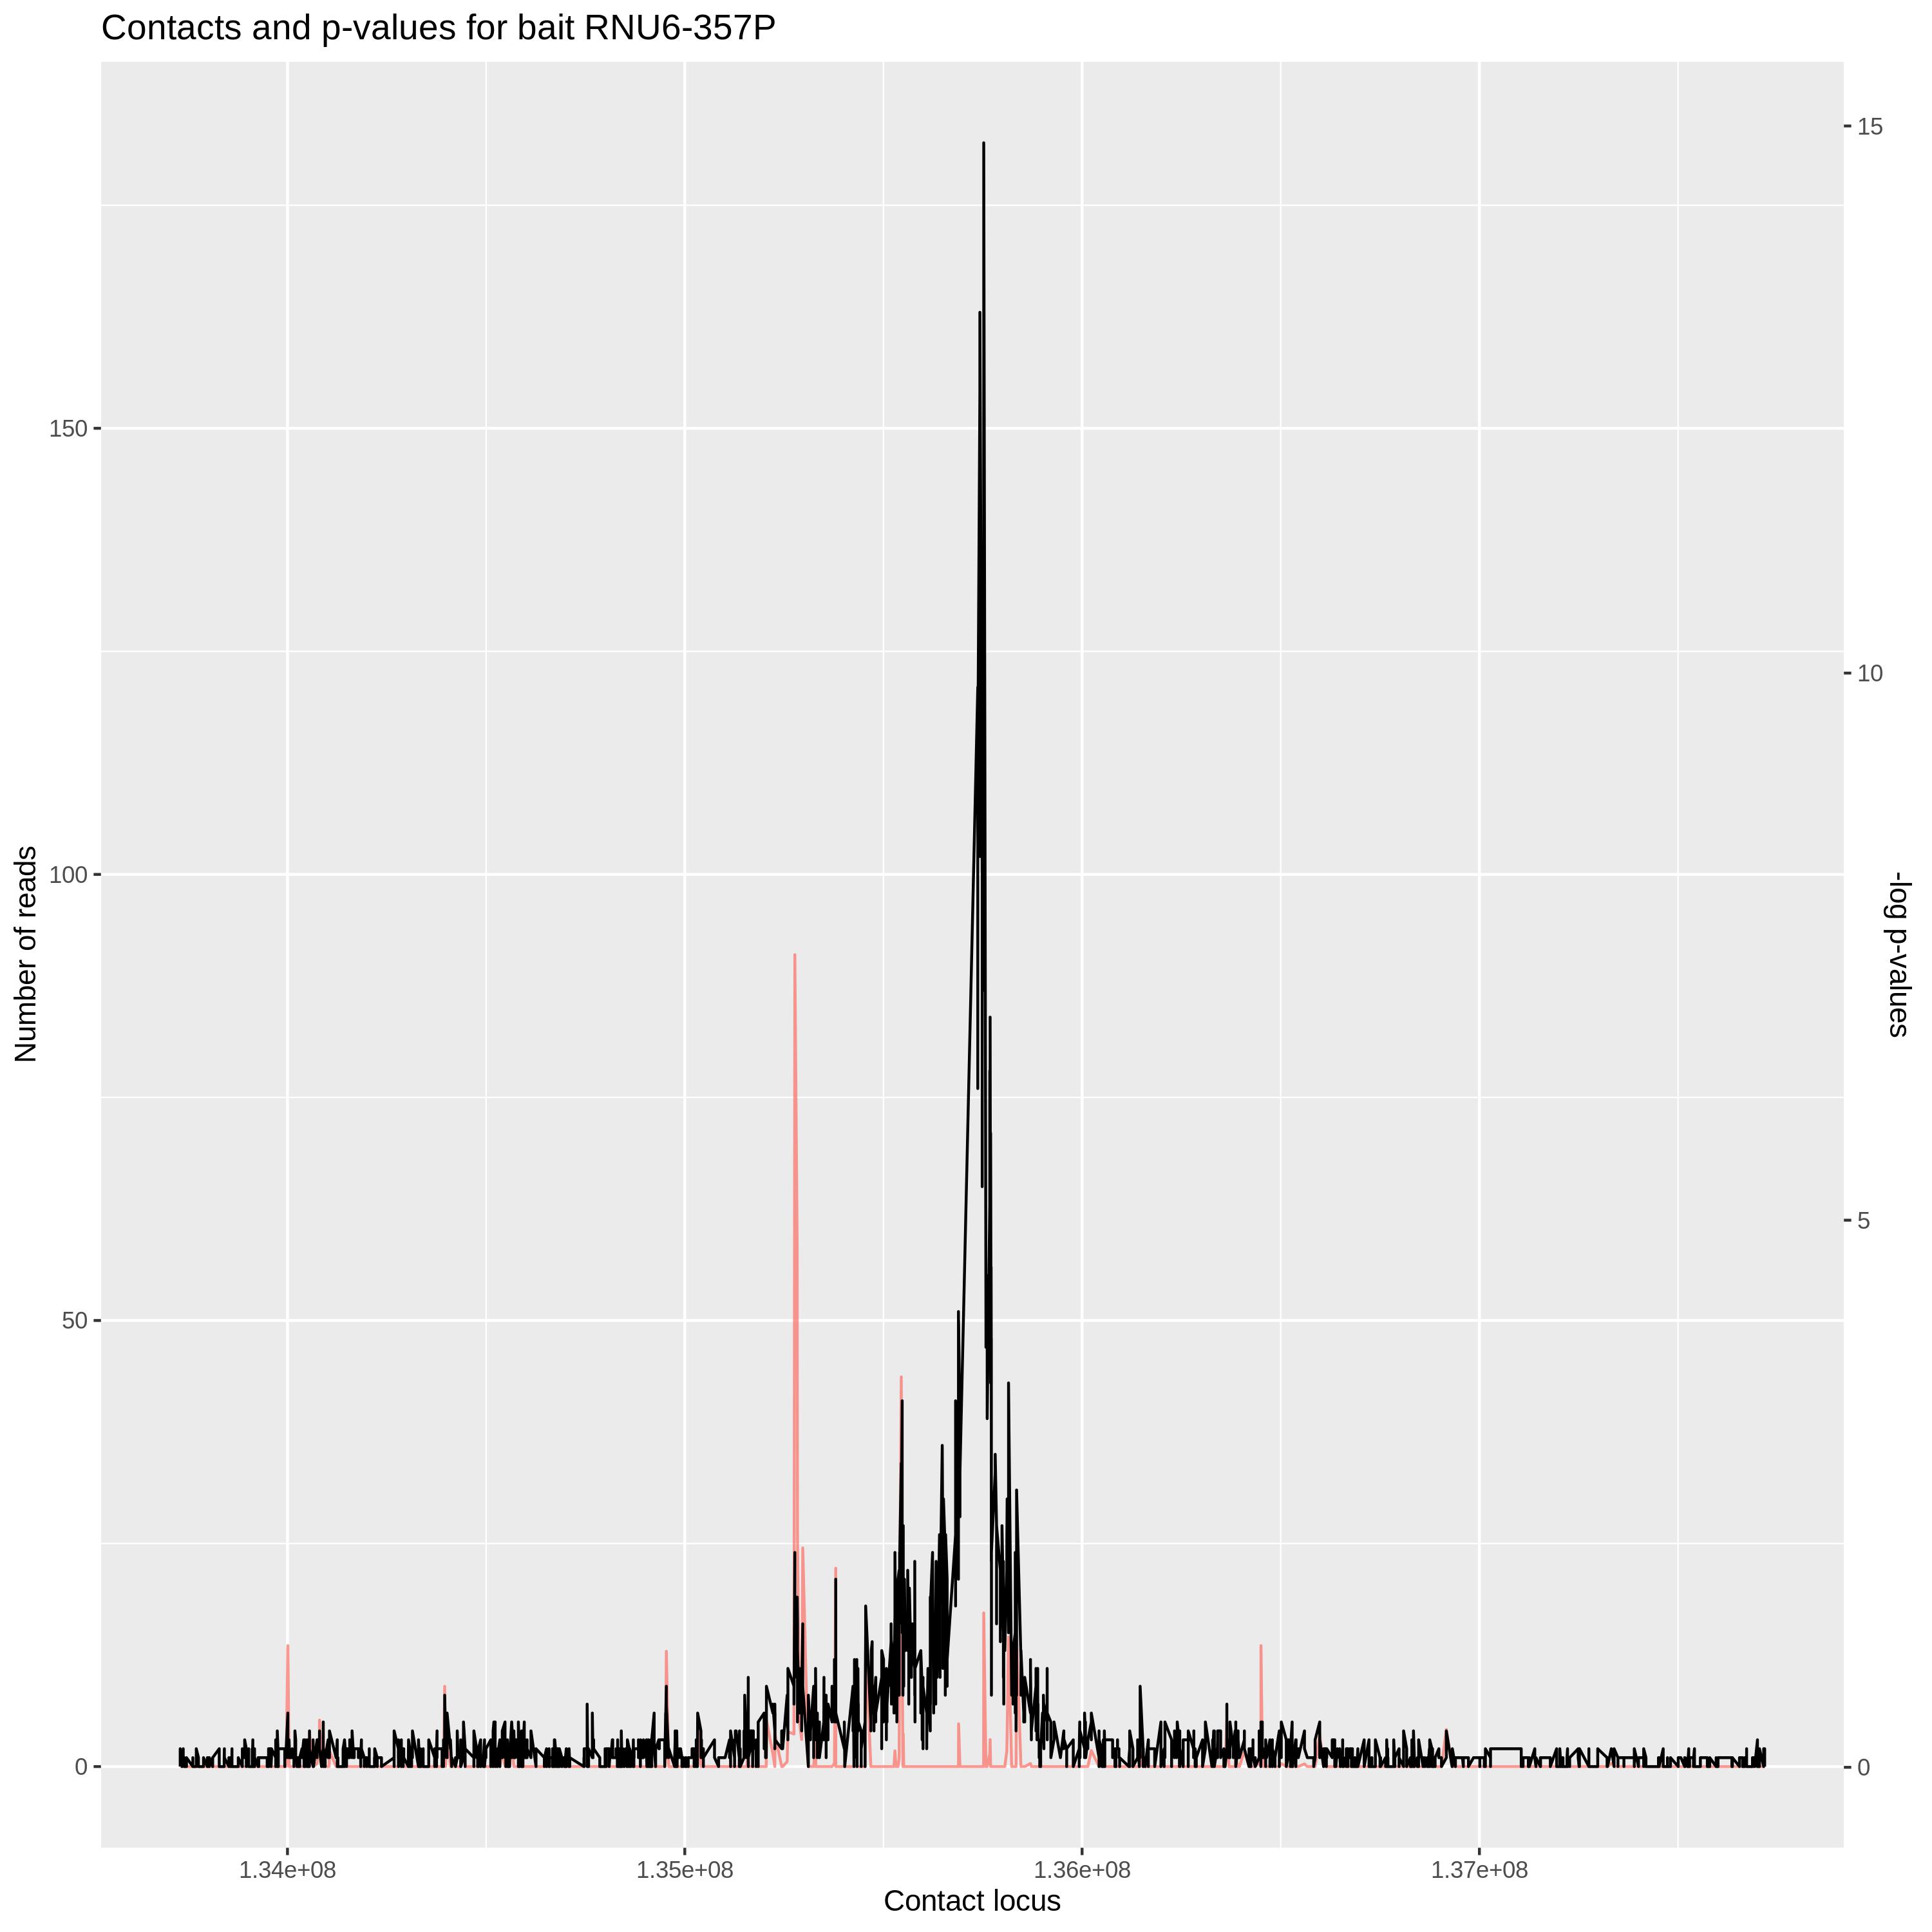 Contacts and p-values for bait RNU6-357P
15
150
10
100
Number of reads
-log p-values
5
50
0
0
1.34e+08
1.35e+08
1.36e+08
1.37e+08
Contact locus